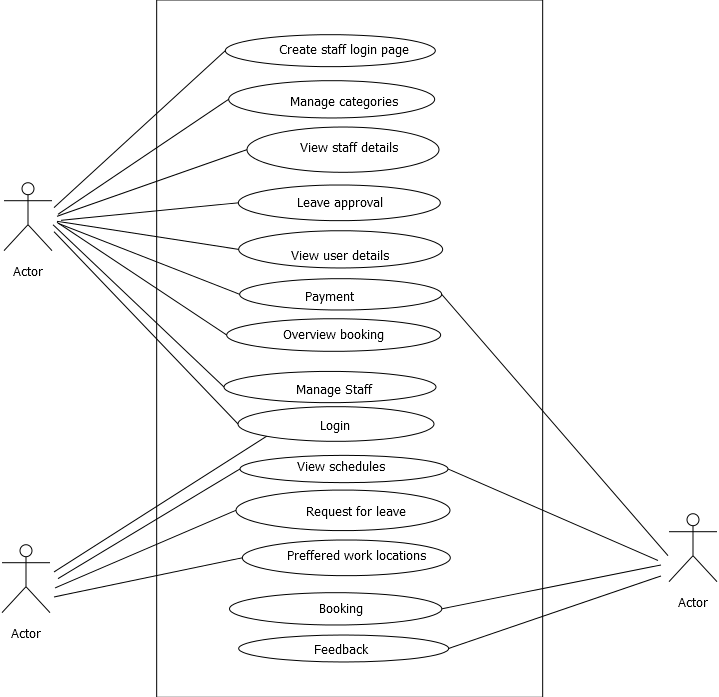 Create staff login page
Manage categories
View staff details
Leave approval
View user details
Actor
Payment
Overview booking
Manage Staff
Login
View schedules
Request for leave
Preffered work locations
Actor
Booking
Actor
Feedback